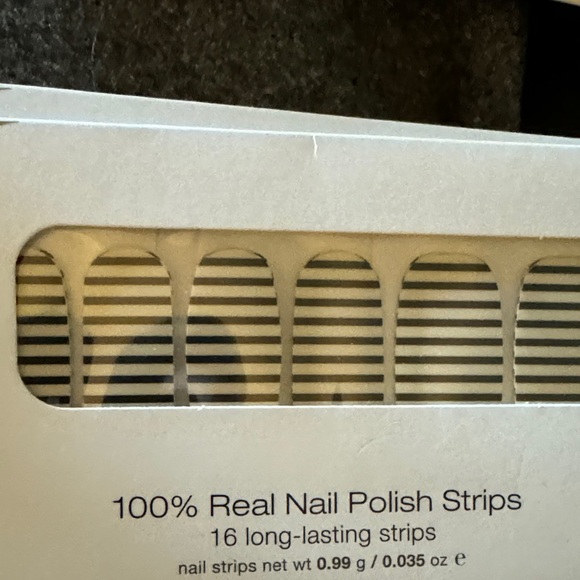 100% Real Nail Polish Strips
16 long-lasting strips
nail strips net wt 0.99 g / 0.035 oz ℮